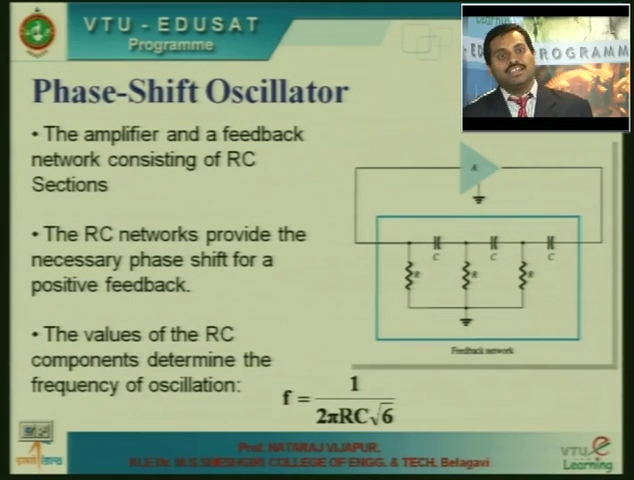 VTU - EDUSAT
Programme
Phase-Shift Oscillator
PROGRAMM
• The amplifier and a feedback
network consisting of RC
Sections
• The RC networks provide the
necessary phase shift for a
positive feedback.
• The values of the RC
components determine the
frequency of oscillation:
f = 1 / 2πRC√6
A
C C C
R R R
Feedback network
Prof. NATARAJ VIJAPUR,
K.L.E.Dr. M.S.SHESHGIRI COLLEGE OF ENGG. & TECH. Belagavi
VTU e
Learning